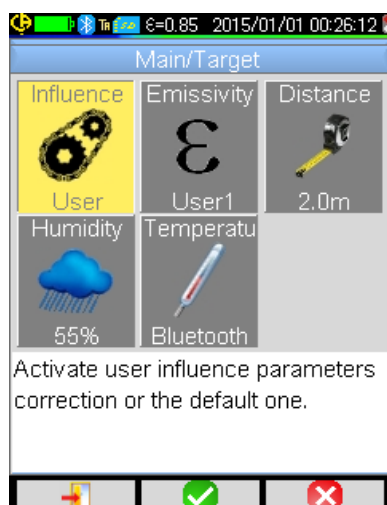 ε=0.85 2015/01/01 00:26:12
Main/Target
Influence Emissivity Distance
ε
User User1 2.0m
Humidity Temperatu
55% Bluetooth
Activate user influence parameters
correction or the default one.